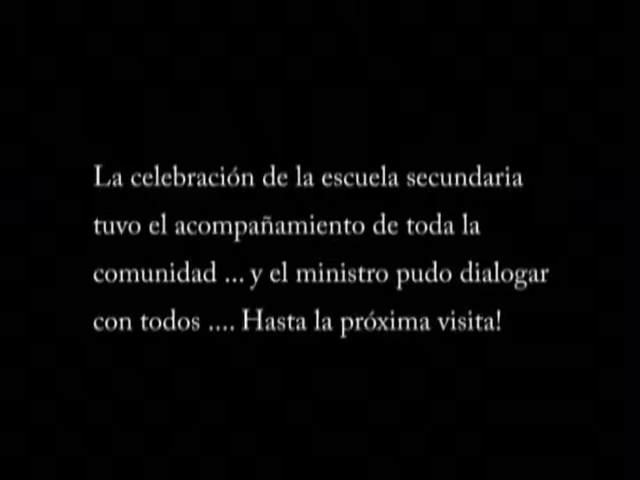 La celebración de la escuela secundaria
tuvo el acompañamiento de toda la
comunidad ... y el ministro pudo dialogar
con todos .... Hasta la próxima visita!